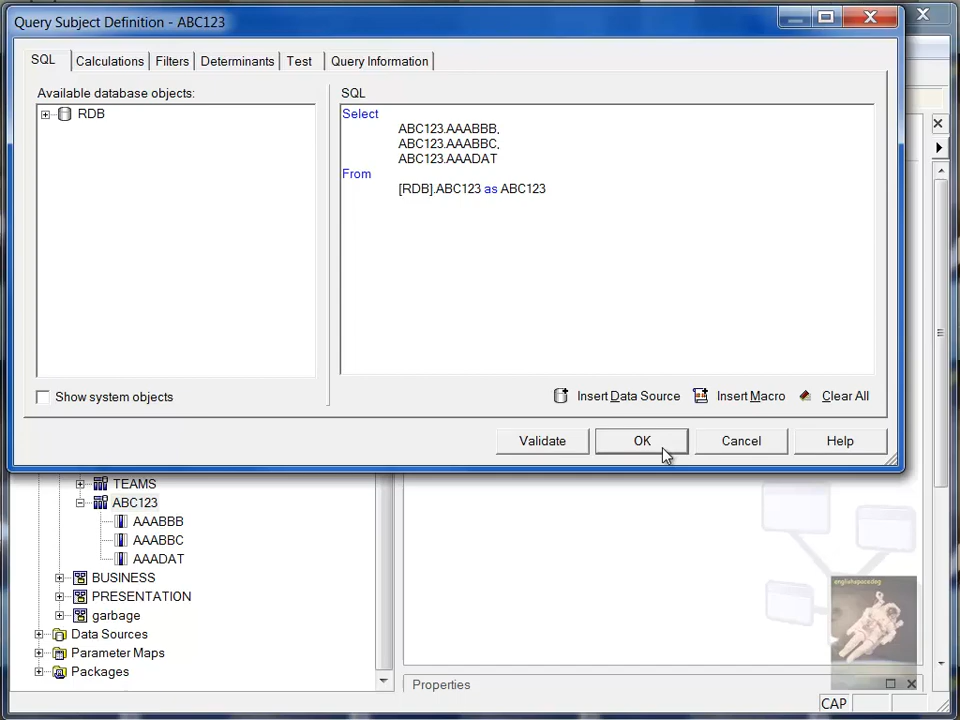 Query Subject Definition - ABC123
SQL
Calculations
Filters
Determinants
Test
Query Information
Available database objects:
RDB
SQL
Select
ABC123.AAABBB,
ABC123.AAABBC,
ABC123.AAADAT
From
[RDB].ABC123 as ABC123
Show system objects
Insert Data Source
Insert Macro
Clear All
Validate
OK
Cancel
Help
TEAMS
ABC123
AAABBB
AAABBC
AAADAT
BUSINESS
PRESENTATION
garbage
Data Sources
Parameter Maps
Packages
englishspacedog
Properties
CAP